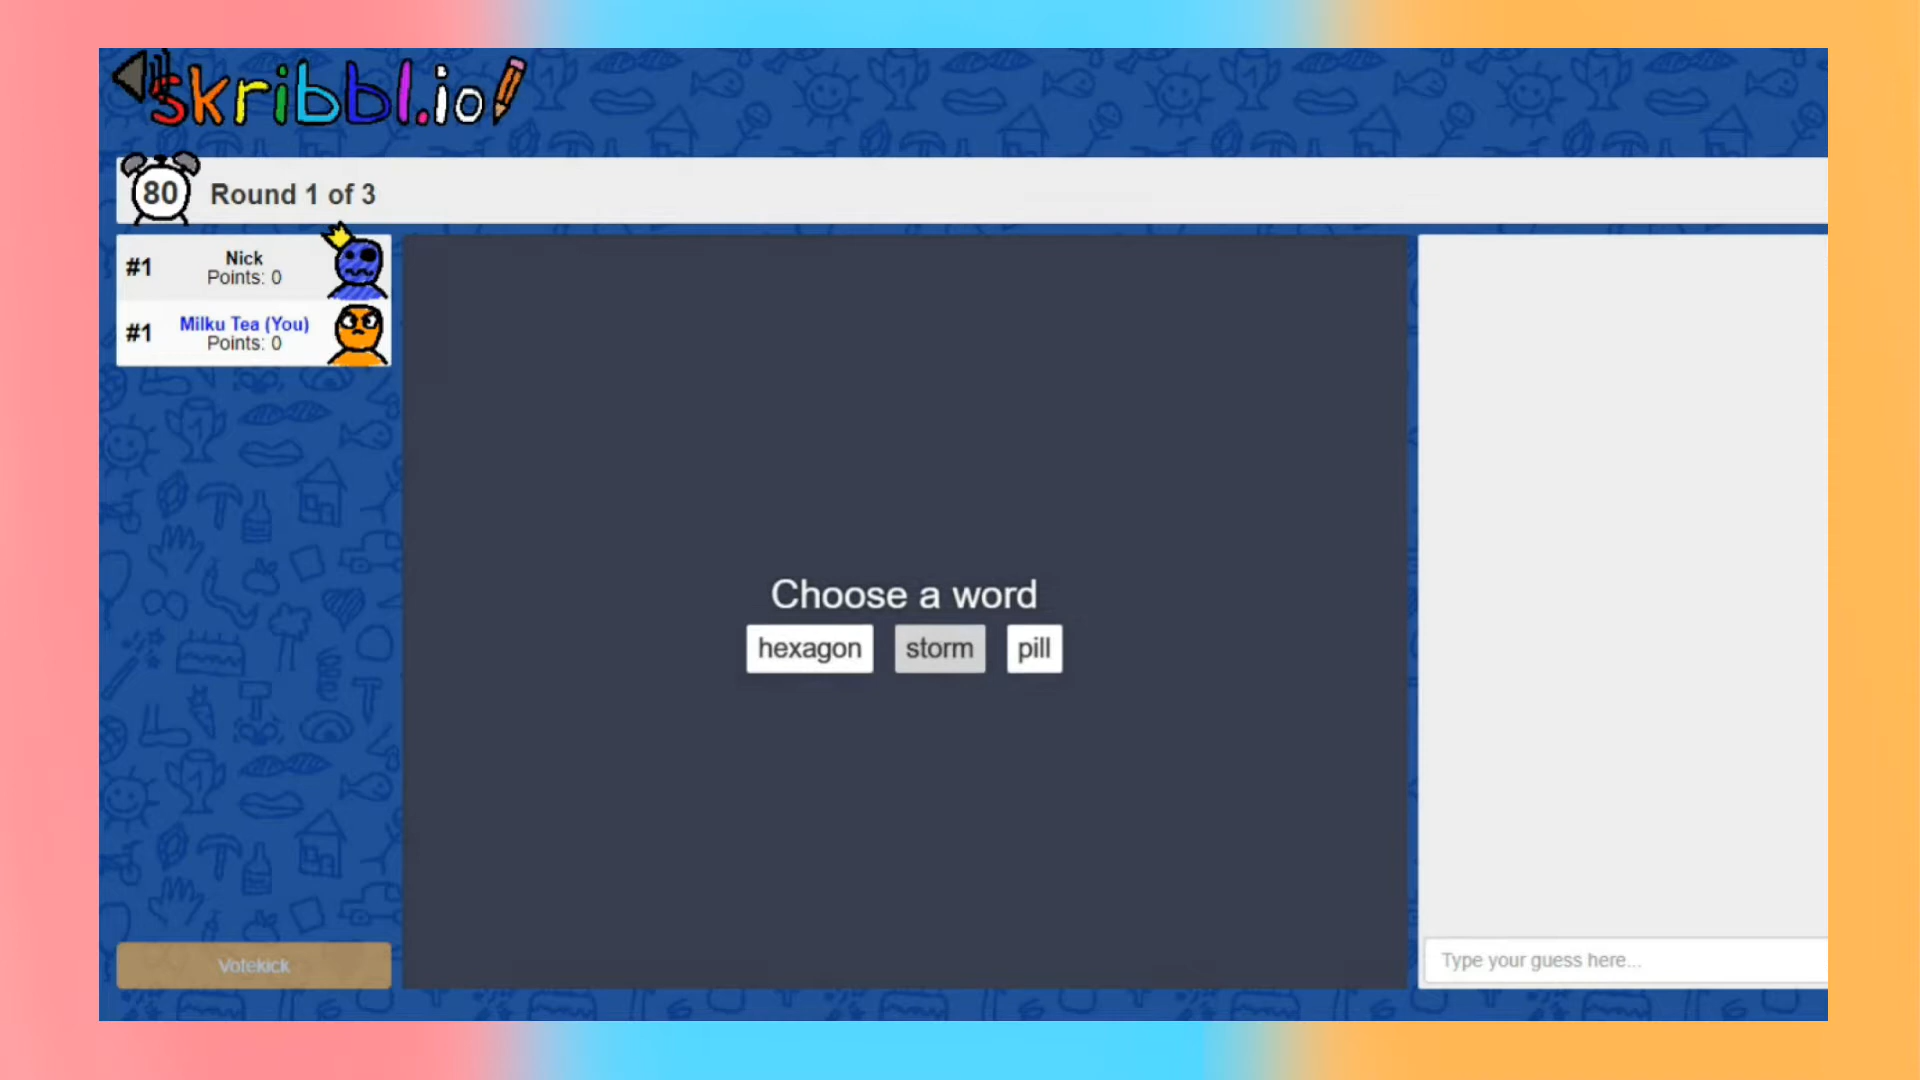 skribbl.io
80
Round 1 of 3
#1
Nick
Points: 0
#1
Milku Tea (You)
Points: 0
Choose a word
hexagon
storm
pill
Votekick
Type your guess here...